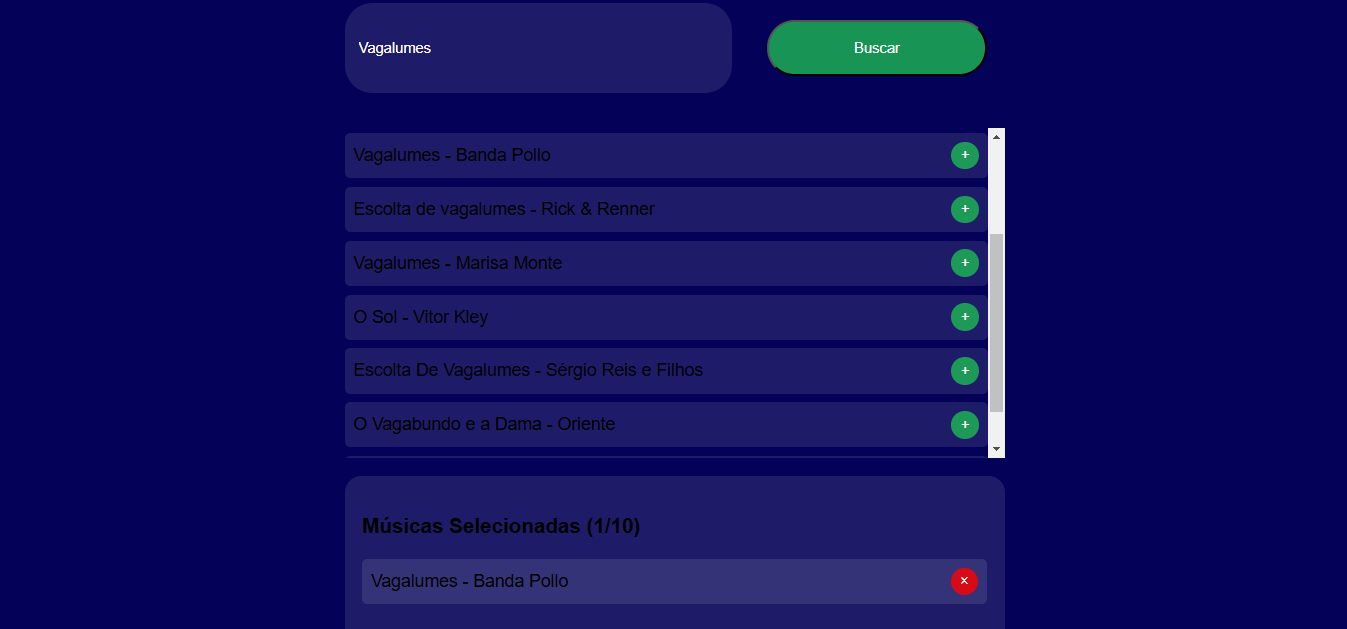 Vagalumes
Buscar
Vagalumes - Banda Pollo
+
Escolta de vagalumes - Rick & Renner
+
Vagalumes - Marisa Monte
+
O Sol - Vitor Kley
+
Escolta De Vagalumes - Sérgio Reis e Filhos
+
O Vagabundo e a Dama - Oriente
+
Músicas Selecionadas (1/10)
Vagalumes - Banda Pollo
×